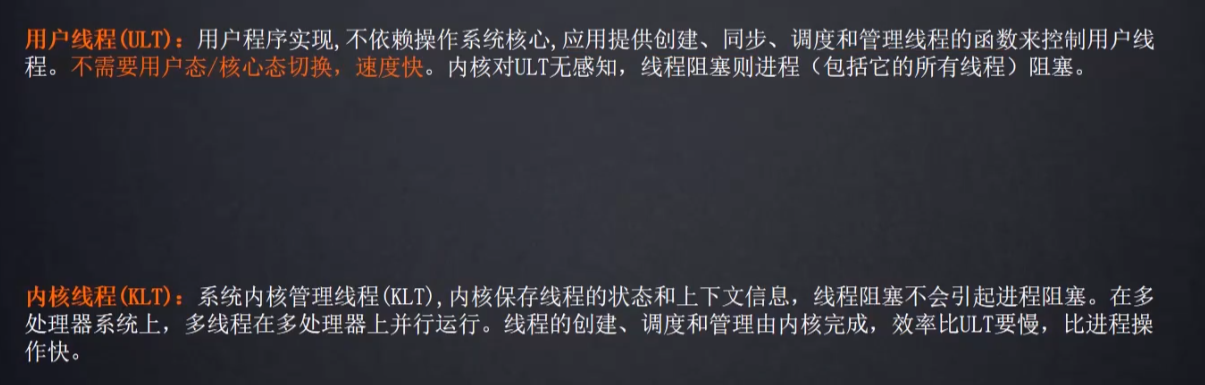 用户线程(ULT)：用户程序实现,不依赖操作系统核心,应用提供创建、同步、调度和管理线程的函数来控制用户线
程。不需要用户态/核心态切换，速度快。内核对ULT无感知，线程阻塞则进程（包括它的所有线程）阻塞。
内核线程(KLT)：系统内核管理线程(KLT),内核保存线程的状态和上下文信息，线程阻塞不会引起进程阻塞。在多
处理器系统上，多线程在多处理器上并行运行。线程的创建、调度和管理由内核完成，效率比ULT要慢，比进程操
作快。